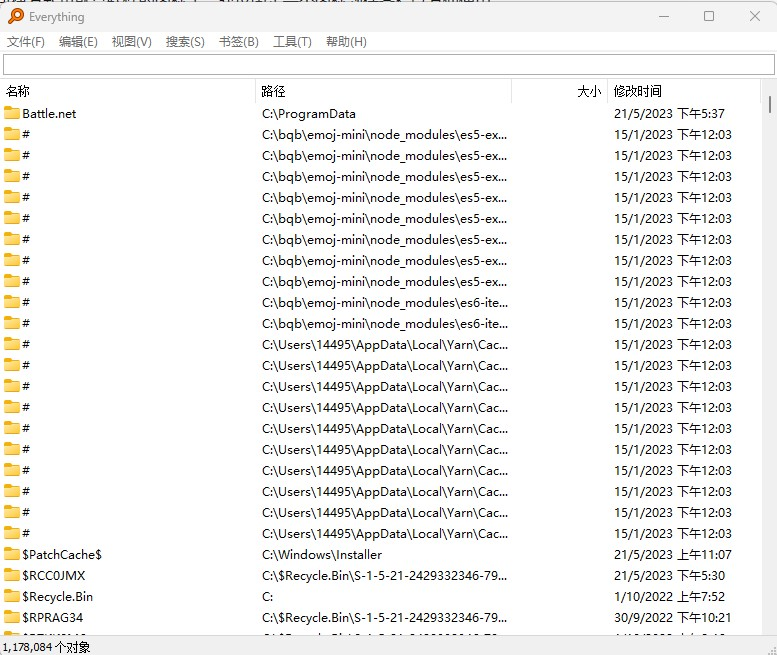 Everything
文件(F) 编辑(E) 视图(V) 搜索(S) 书签(B) 工具(T) 帮助(H)
名称 路径 大小 修改时间
Battle.net C:\ProgramData 21/5/2023 下午5:37
# C:\bqb\emoj-mini\node_modules\es5-ex... 15/1/2023 下午12:03
# C:\bqb\emoj-mini\node_modules\es5-ex... 15/1/2023 下午12:03
# C:\bqb\emoj-mini\node_modules\es5-ex... 15/1/2023 下午12:03
# C:\bqb\emoj-mini\node_modules\es5-ex... 15/1/2023 下午12:03
# C:\bqb\emoj-mini\node_modules\es5-ex... 15/1/2023 下午12:03
# C:\bqb\emoj-mini\node_modules\es5-ex... 15/1/2023 下午12:03
# C:\bqb\emoj-mini\node_modules\es5-ex... 15/1/2023 下午12:03
# C:\bqb\emoj-mini\node_modules\es5-ex... 15/1/2023 下午12:03
# C:\bqb\emoj-mini\node_modules\es6-ite... 15/1/2023 下午12:03
# C:\bqb\emoj-mini\node_modules\es6-ite... 15/1/2023 下午12:03
# C:\Users\14495\AppData\Local\Yarn\Cac... 15/1/2023 下午12:03
# C:\Users\14495\AppData\Local\Yarn\Cac... 15/1/2023 下午12:03
# C:\Users\14495\AppData\Local\Yarn\Cac... 15/1/2023 下午12:03
# C:\Users\14495\AppData\Local\Yarn\Cac... 15/1/2023 下午12:03
# C:\Users\14495\AppData\Local\Yarn\Cac... 15/1/2023 下午12:03
# C:\Users\14495\AppData\Local\Yarn\Cac... 15/1/2023 下午12:03
# C:\Users\14495\AppData\Local\Yarn\Cac... 15/1/2023 下午12:03
# C:\Users\14495\AppData\Local\Yarn\Cac... 15/1/2023 下午12:03
# C:\Users\14495\AppData\Local\Yarn\Cac... 15/1/2023 下午12:03
# C:\Users\14495\AppData\Local\Yarn\Cac... 15/1/2023 下午12:03
$PatchCache$ C:\Windows\Installer 21/5/2023 上午11:07
$RCC0JMX C:\$Recycle.Bin\S-1-5-21-2429332346-79... 21/5/2023 下午5:30
$Recycle.Bin C: 1/10/2022 上午7:52
$RPRAG34 C:\$Recycle.Bin\S-1-5-21-2429332346-79... 30/9/2022 下午10:21
1,178,084 个对象